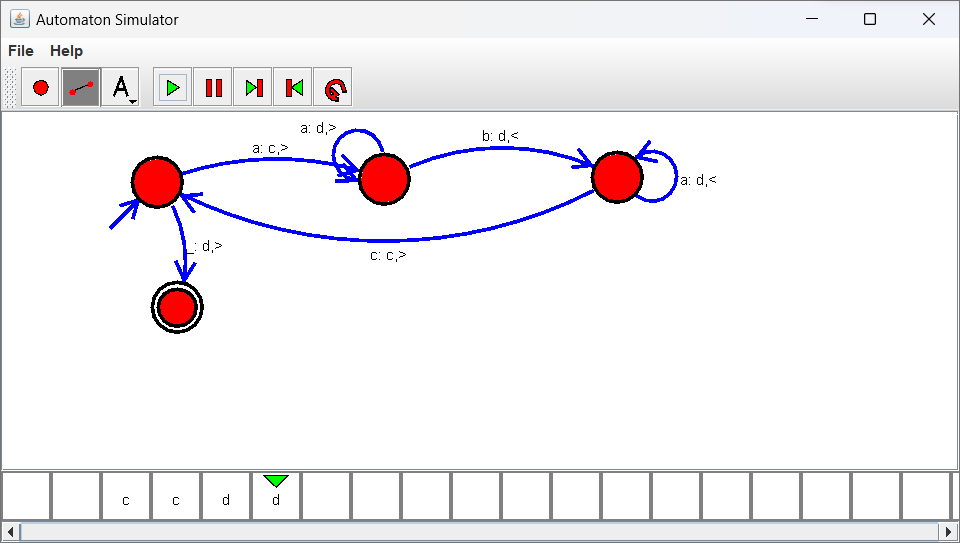 Automaton Simulator
File Help
A
a: d,>
b: d,<
a: c,>
a: d,<
_: d,>
c: c,>
c c d d